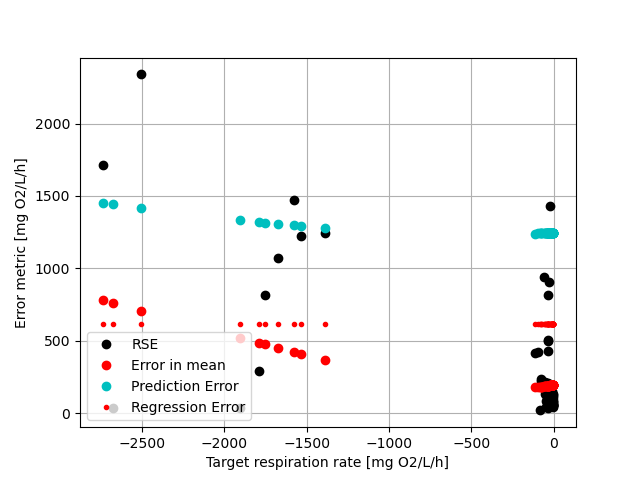 2000
1500
1000
500
0
Error metric [mg O2/L/h]
RSE
Error in mean
Prediction Error
Regression Error
−2500
−2000
−1500
−1000
−500
0
Target respiration rate [mg O2/L/h]